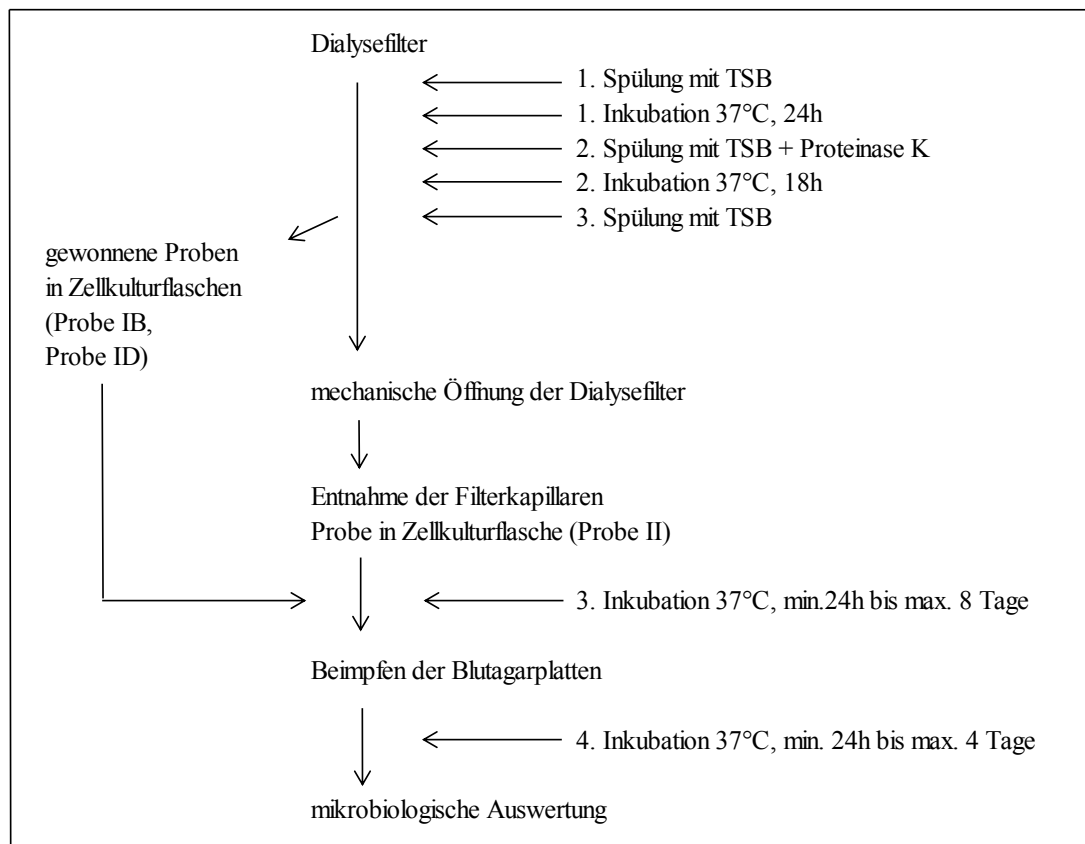 Dialysefilter
1. Spülung mit TSB
1. Inkubation 37°C, 24h
2. Spülung mit TSB + Proteinase K
2. Inkubation 37°C, 18h
3. Spülung mit TSB
gewonnene Proben
in Zellkulturflaschen
(Probe IB,
Probe ID)
mechanische Öffnung der Dialysefilter
Entnahme der Filterkapillaren
Probe in Zellkulturflasche (Probe II)
3. Inkubation 37°C, min.24h bis max. 8 Tage
Beimpfen der Blutagarplatten
4. Inkubation 37°C, min. 24h bis max. 4 Tage
mikrobiologische Auswertung